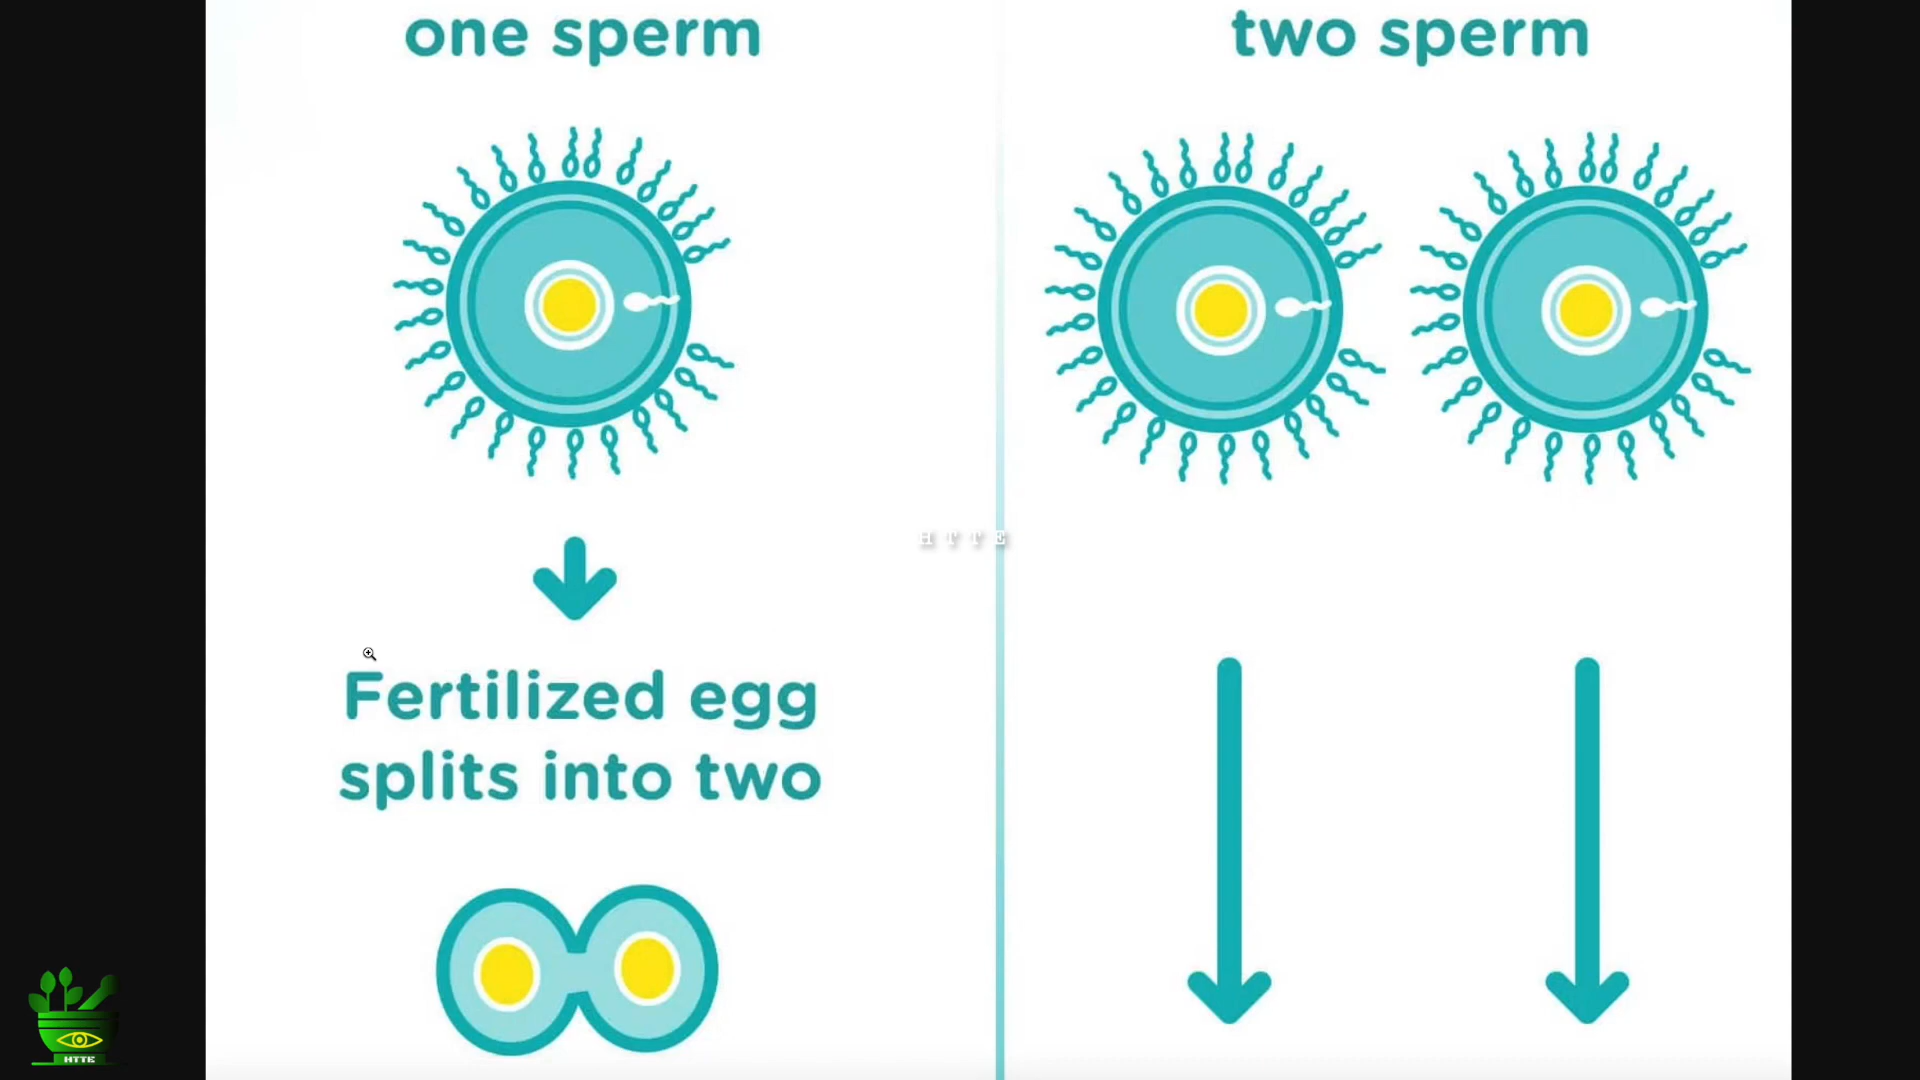 one sperm
two sperm
H T T E
Fertilized egg
splits into two
HTTE